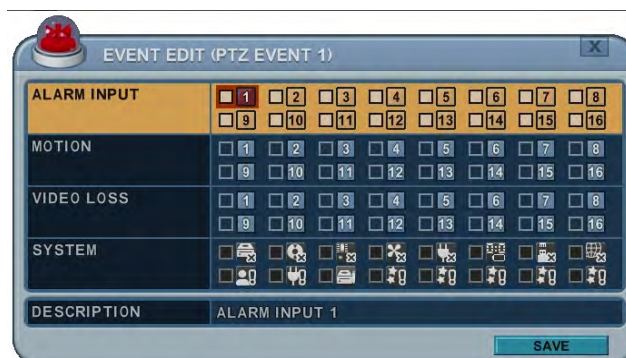 EVENT EDIT (PTZ EVENT 1)
X
ALARM INPUT
1 2 3 4 5 6 7 8
9 10 11 12 13 14 15 16
MOTION
1 2 3 4 5 6 7 8
9 10 11 12 13 14 15 16
VIDEO LOSS
1 2 3 4 5 6 7 8
9 10 11 12 13 14 15 16
SYSTEM
DESCRIPTION
ALARM INPUT 1
SAVE